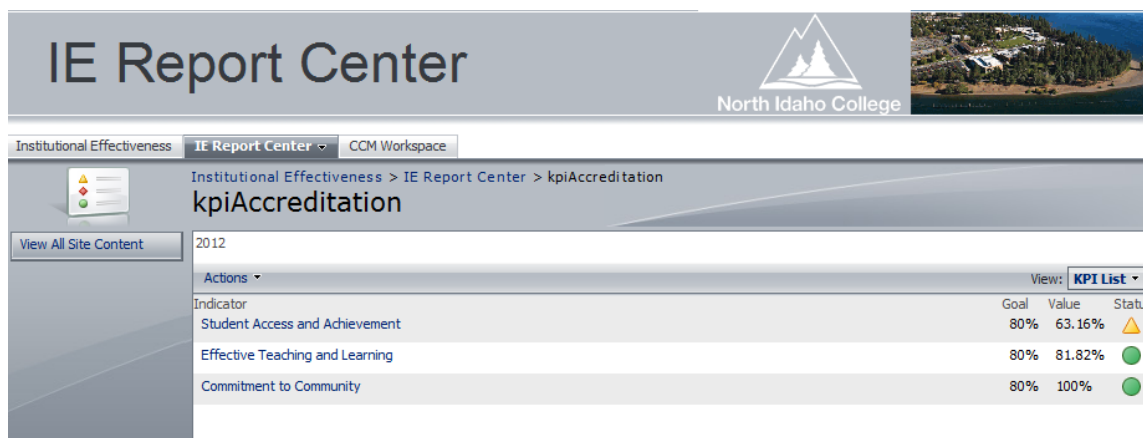 IE Report Center
North Idaho College
Institutional Effectiveness IE Report Center CCM Workspace
Institutional Effectiveness > IE Report Center > kpiAccreditation
kpiAccreditation
View All Site Content
2012
Actions View: KPI List
Indicator Goal Value Statu
Student Access and Achievement 80% 63.16%
Effective Teaching and Learning 80% 81.82%
Commitment to Community 80% 100%